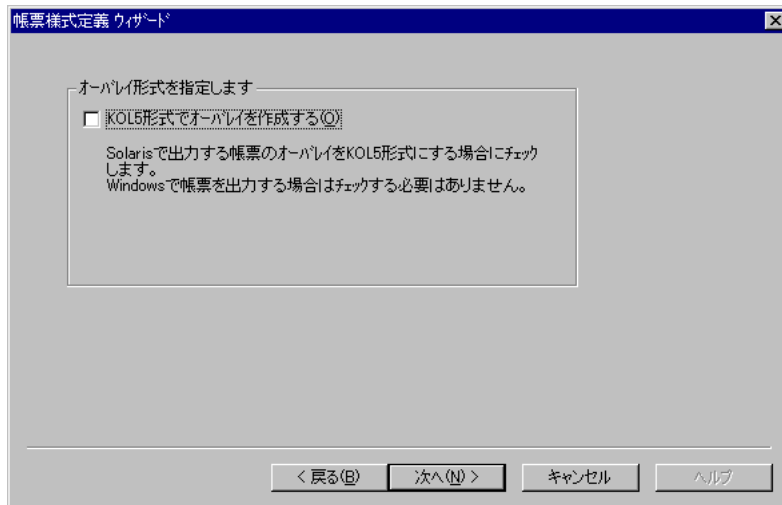 帳票様式定義 ウィザード
オーバレイ形式を指定します
KOL5形式でオーバレイを作成する(O)
Solarisで出力する帳票のオーバレイをKOL5形式にする場合にチェック
します。
Windowsで帳票を出力する場合はチェックする必要はありません。
< 戻る(B) 次へ(N) > キャンセル ヘルプ